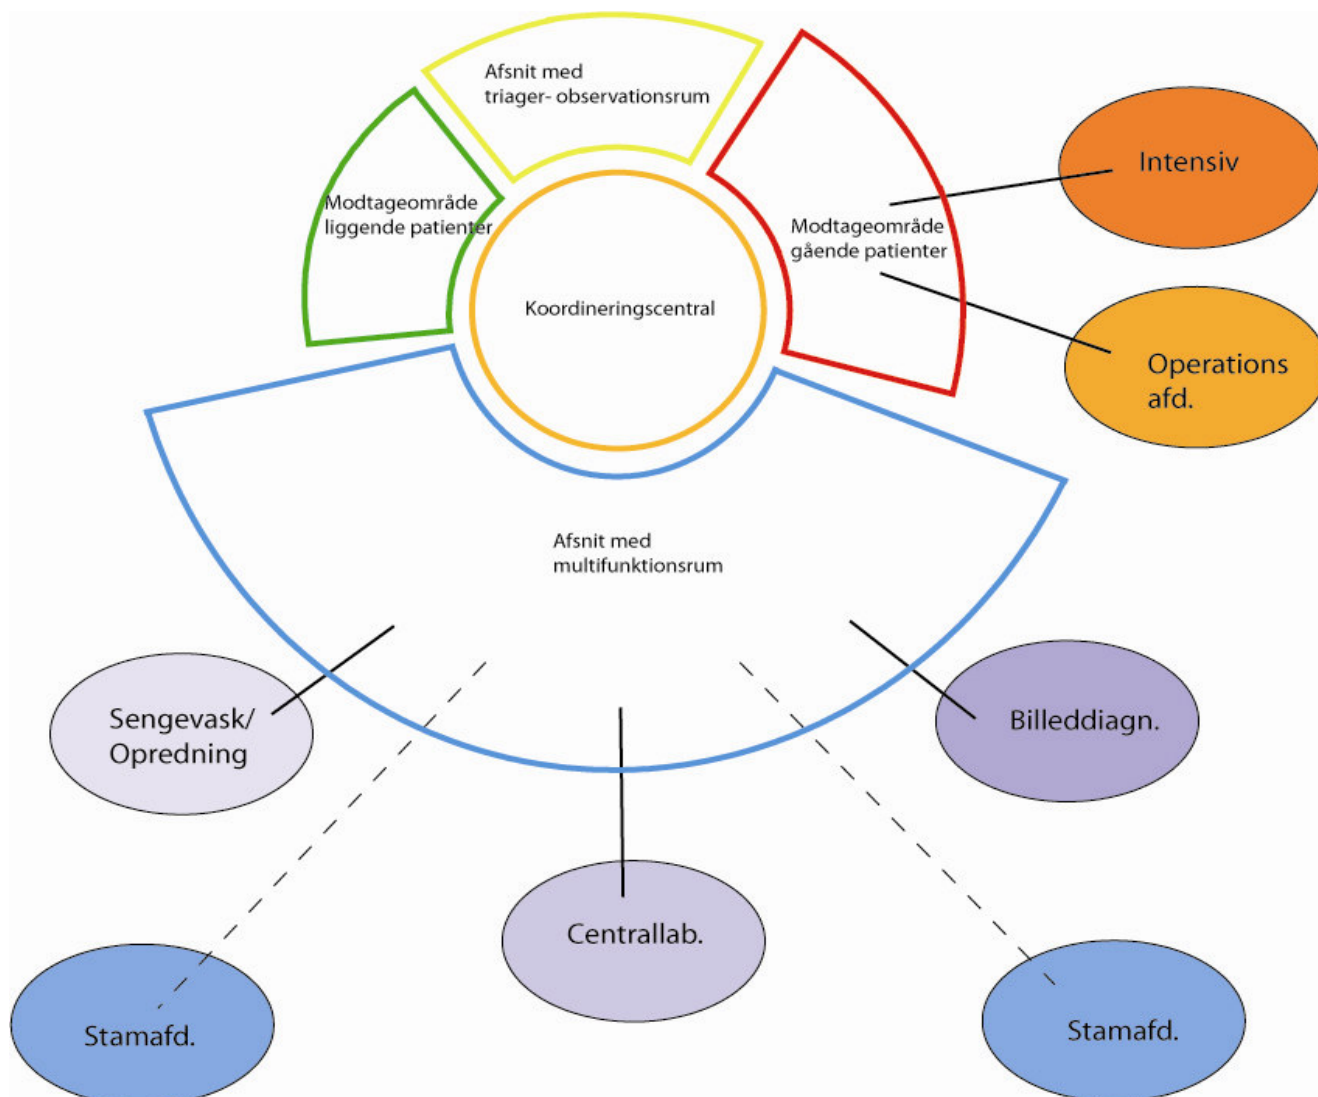 Afsnit med
triager- observationsrum
Modtageområde
liggende patienter
Modtageområde
gående patienter
Intensiv
Koordineringscentral
Operations
afd.
Afsnit med
multifunktionsrum
Sengevask/
Opredning
Billeddiagn.
Centrallab.
Stamafd.
Stamafd.